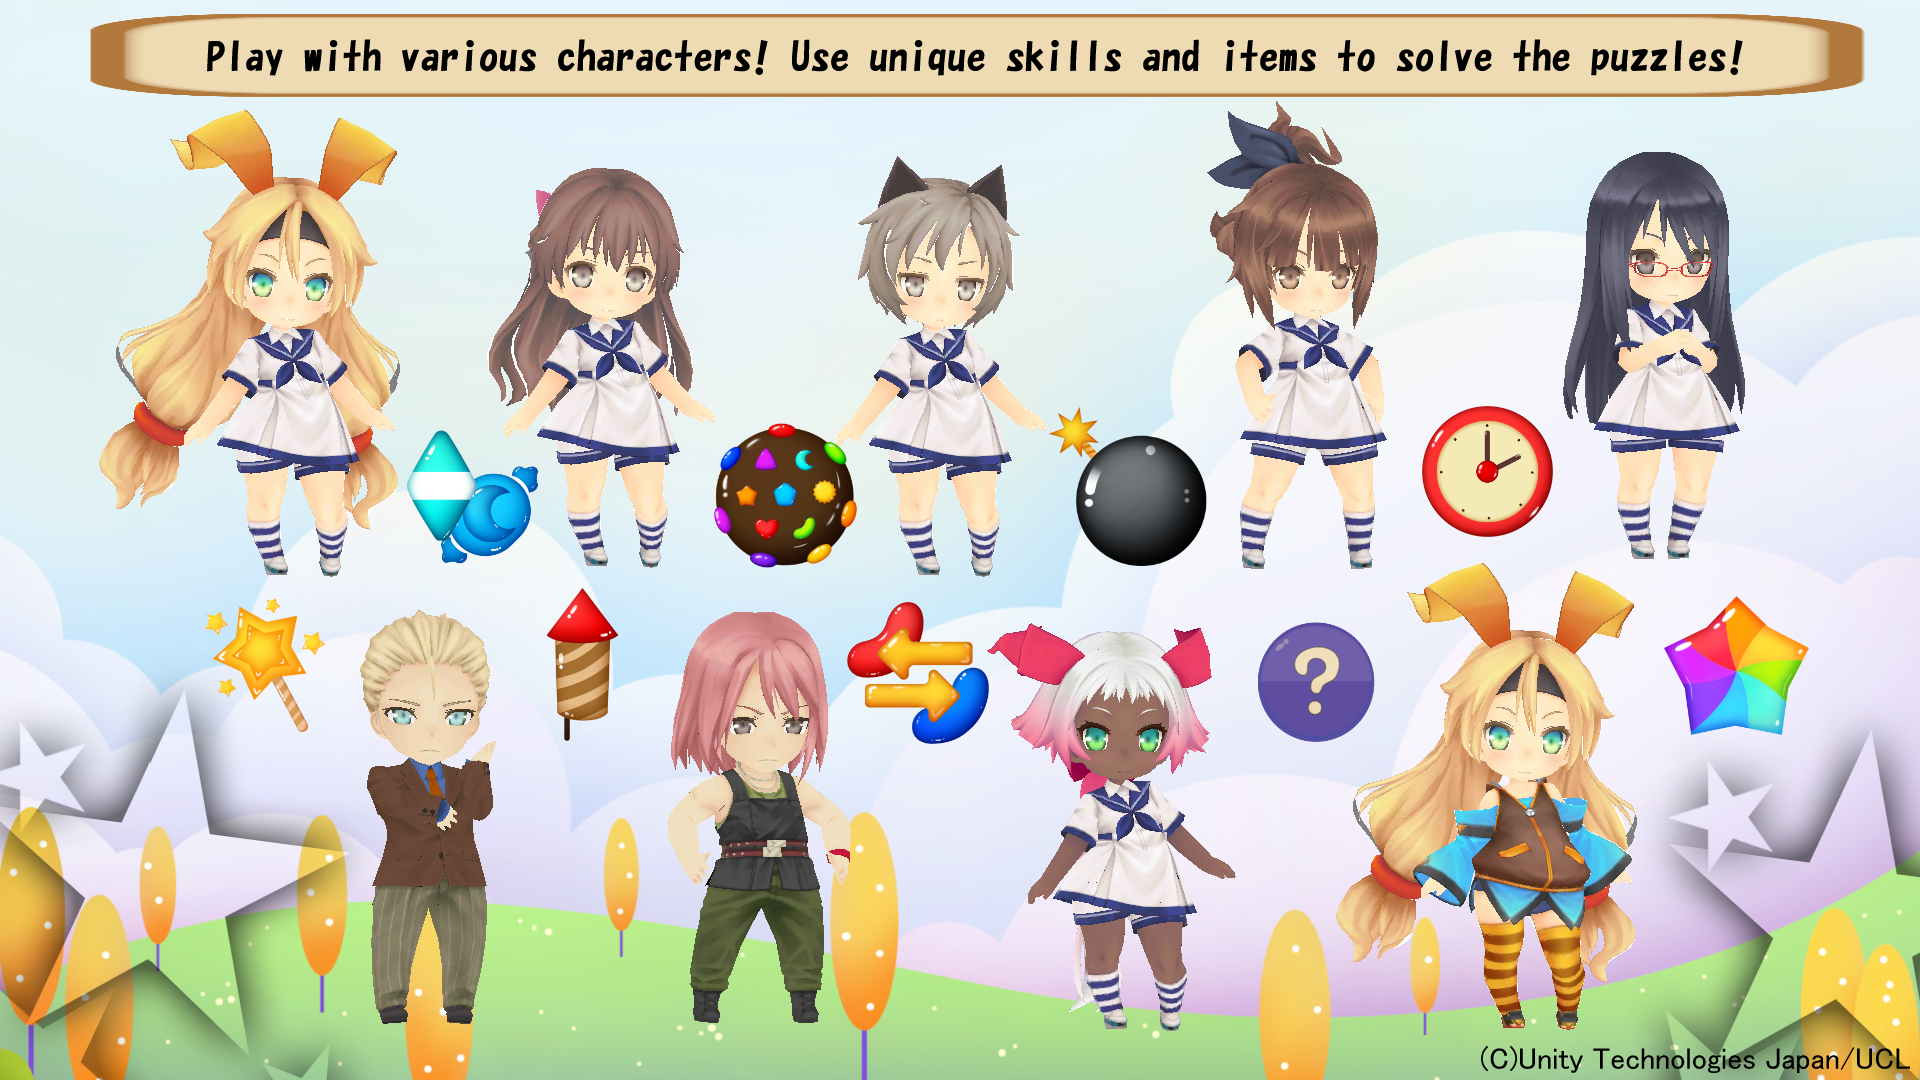 Play with various characters! Use unique skills and items to solve the puzzles!
?
(C)Unity Technologies Japan/UCL